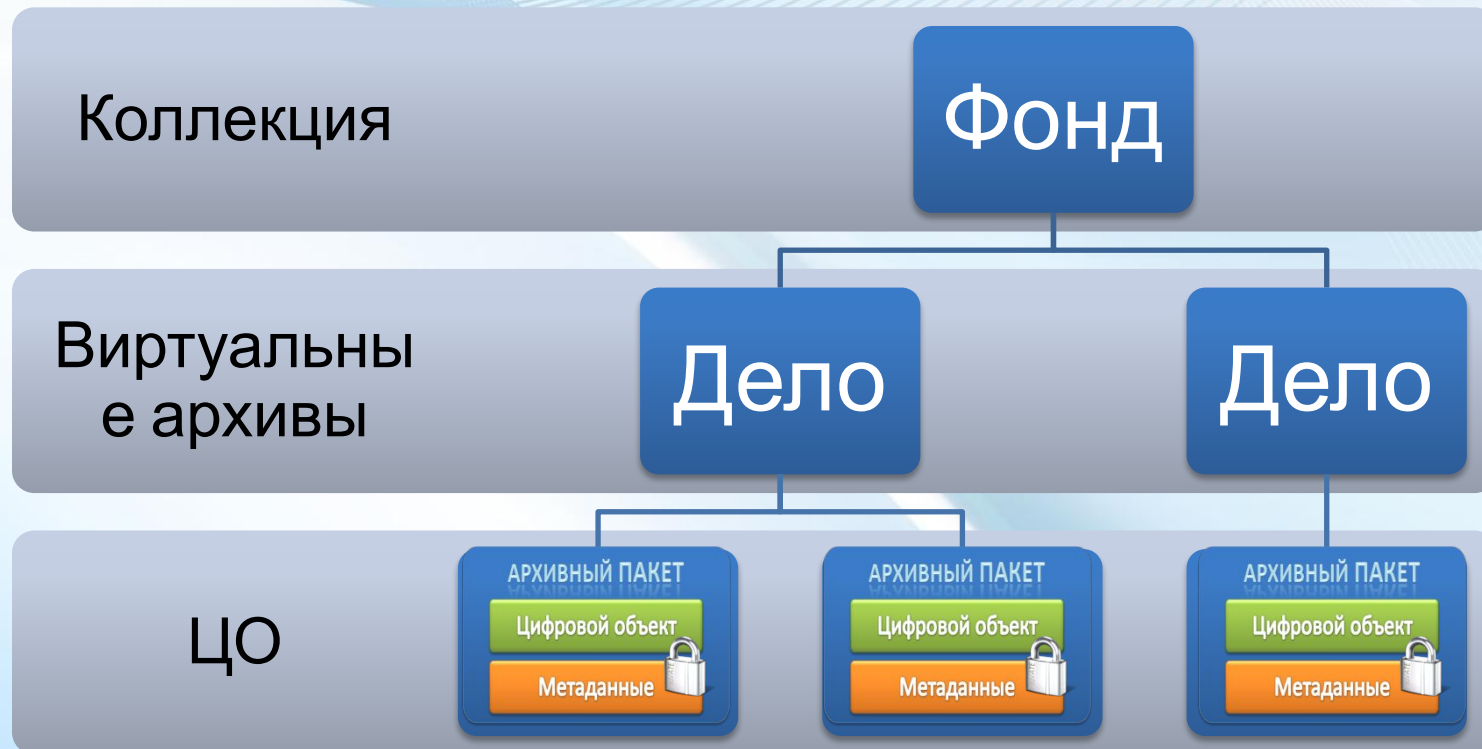 Коллекция
Фонд
Виртуальны
е архивы
Дело
Дело
ЦО
АРХИВНЫЙ ПАКЕТ
Цифровой объект
Метаданные
АРХИВНЫЙ ПАКЕТ
Цифровой объект
Метаданные
АРХИВНЫЙ ПАКЕТ
Цифровой объект
Метаданные